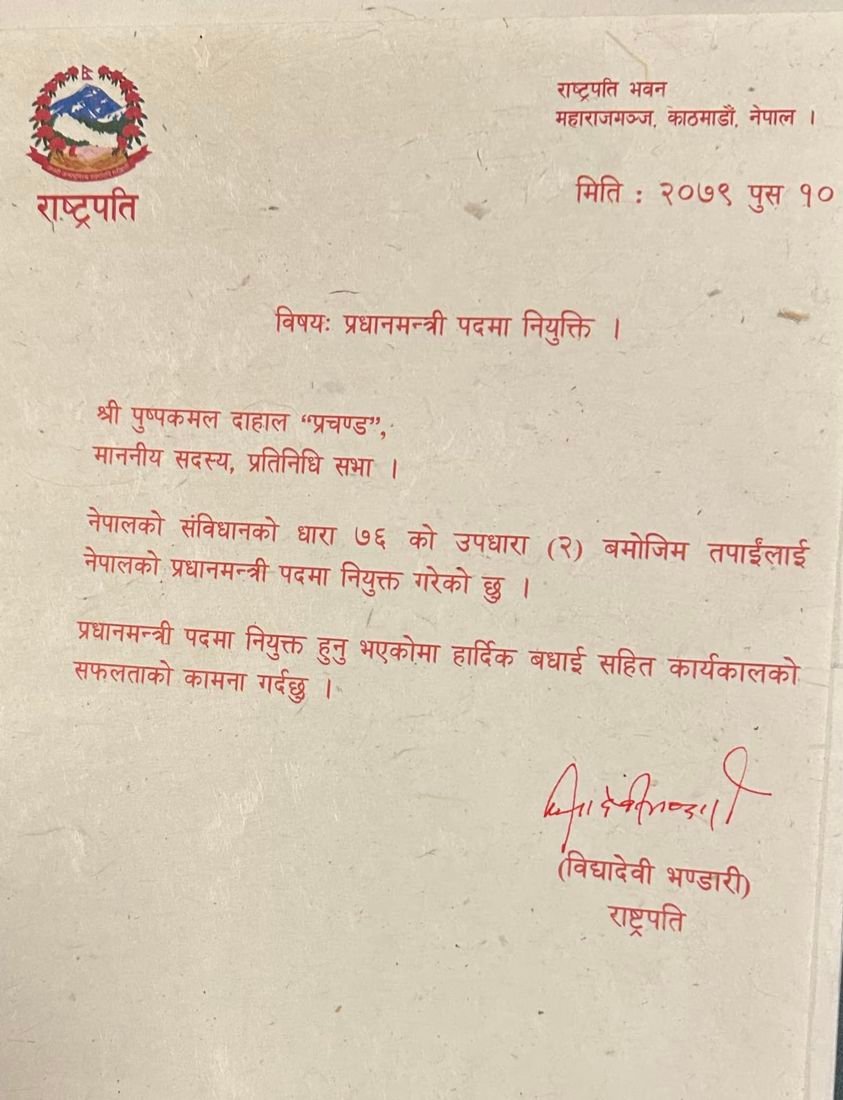 राष्ट्रपति
राष्ट्रपति भवन
महाराजगञ्ज, काठमाडौं, नेपाल ।
मिति : २०७९ पुस १०
विषयः प्रधानमन्त्री पदमा नियुक्ति ।
श्री पुष्पकमल दाहाल “प्रचण्ड”,
माननीय सदस्य, प्रतिनिधि सभा ।
नेपालको संविधानको धारा ७६ को उपधारा (२) बमोजिम तपाईंलाई
नेपालको प्रधानमन्त्री पदमा नियुक्त गरेको छु ।
प्रधानमन्त्री पदमा नियुक्त हुनु भएकोमा हार्दिक बधाई सहित कार्यकालको
सफलताको कामना गर्दछु ।
(विद्यादेवी भण्डारी)
राष्ट्रपति